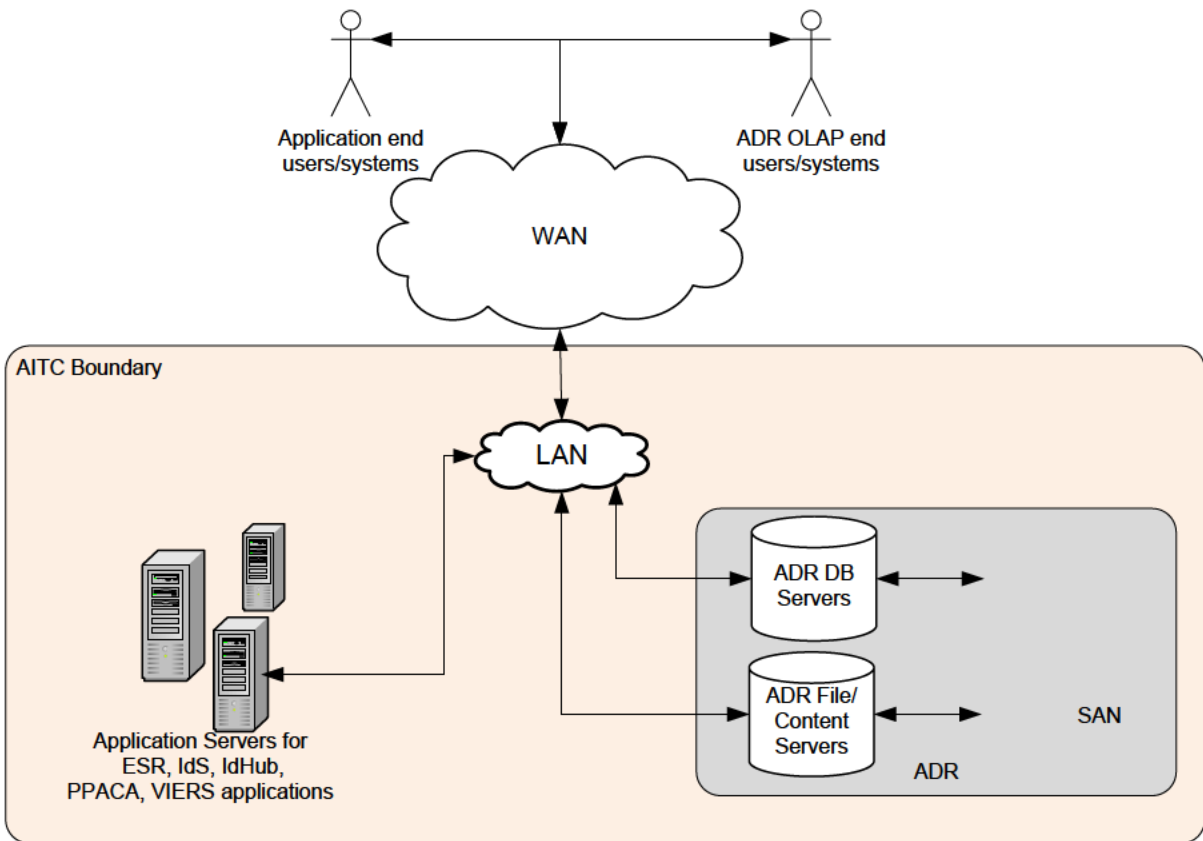 Application end
users/systems
ADR OLAP end
users/systems
WAN
AITC Boundary
LAN
ADR DB
Servers
ADR File/
Content
Servers
SAN
ADR
Application Servers for
ESR, IdS, IdHub,
PPACA, VIERS applications